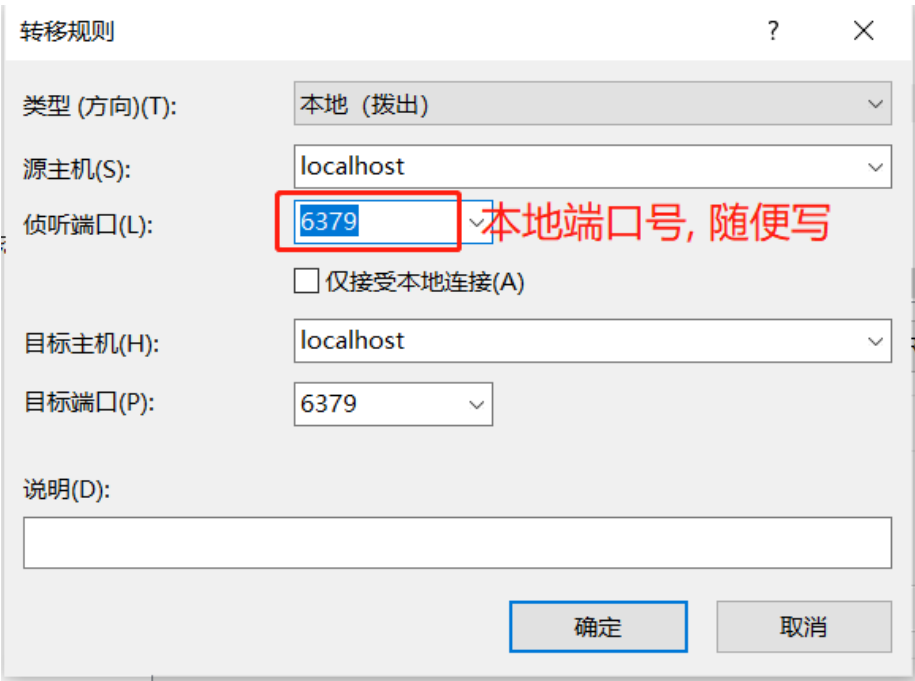 转移规则
?
类型 (方向)(T):
本地（拨出）
源主机(S):
localhost
侦听端口(L):
6379
本地端口号, 随便写
仅接受本地连接(A)
目标主机(H):
localhost
目标端口(P):
6379
说明(D):
确定
取消